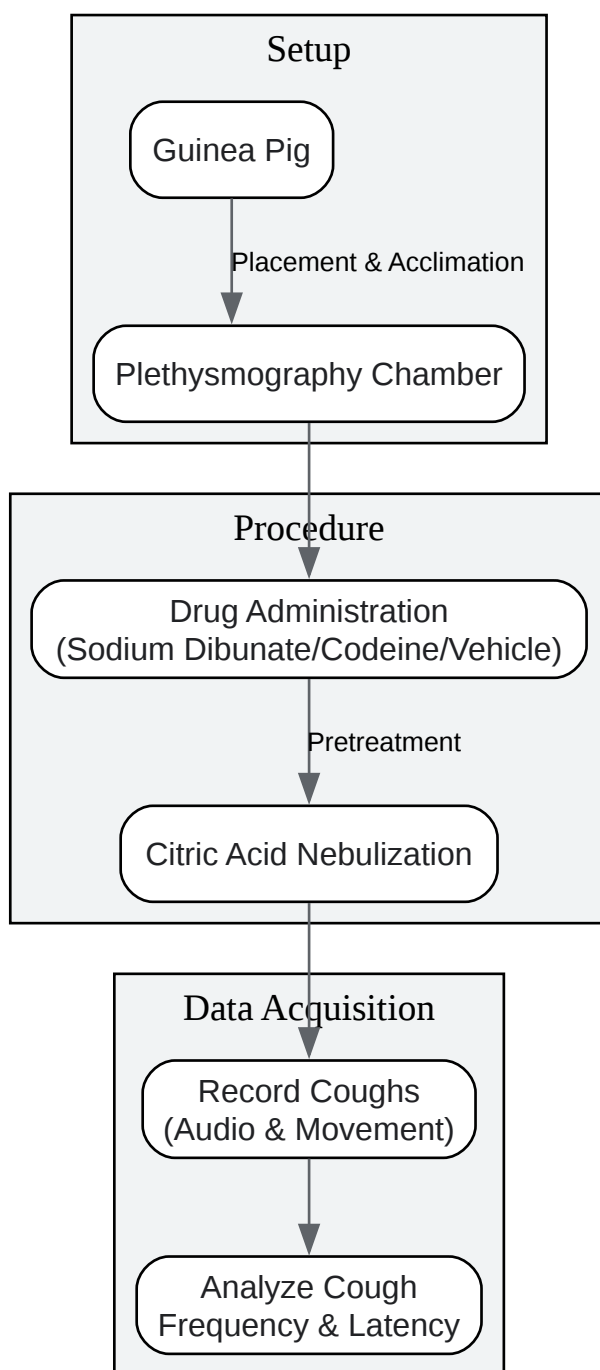 Setup
Guinea Pig
Placement & Acclimation
Plethysmography Chamber
Procedure
Drug Administration
(Sodium Dibunate/Codeine/Vehicle)
Pretreatment
Citric Acid Nebulization
Data Acquisition
Record Coughs
(Audio & Movement)
Analyze Cough
Frequency & Latency